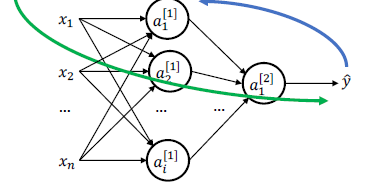 x₁ a₁^[1]
x₂ a₂^[1] a₁^[2] ŷ
... ... ...
xₙ aᵢ^[1]